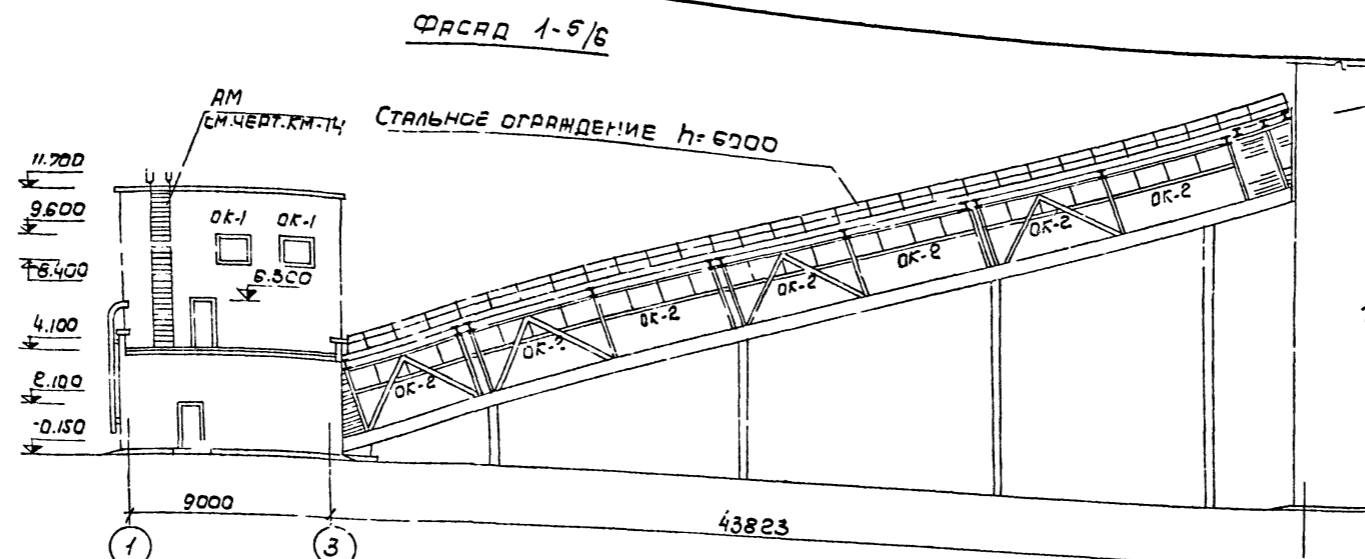 Фасад 1-5/6
АМ
см.черт.КМ-14
Стальное ограждение h=6000
11.700
9.600
8.400
4.100
2.100
-0.150
ОК-1 ОК-1
6.300
ОК-2
ОК-2
ОК-2
ОК-2
ОК-2
ОК-2
ОК-2
9000
43823
1 3